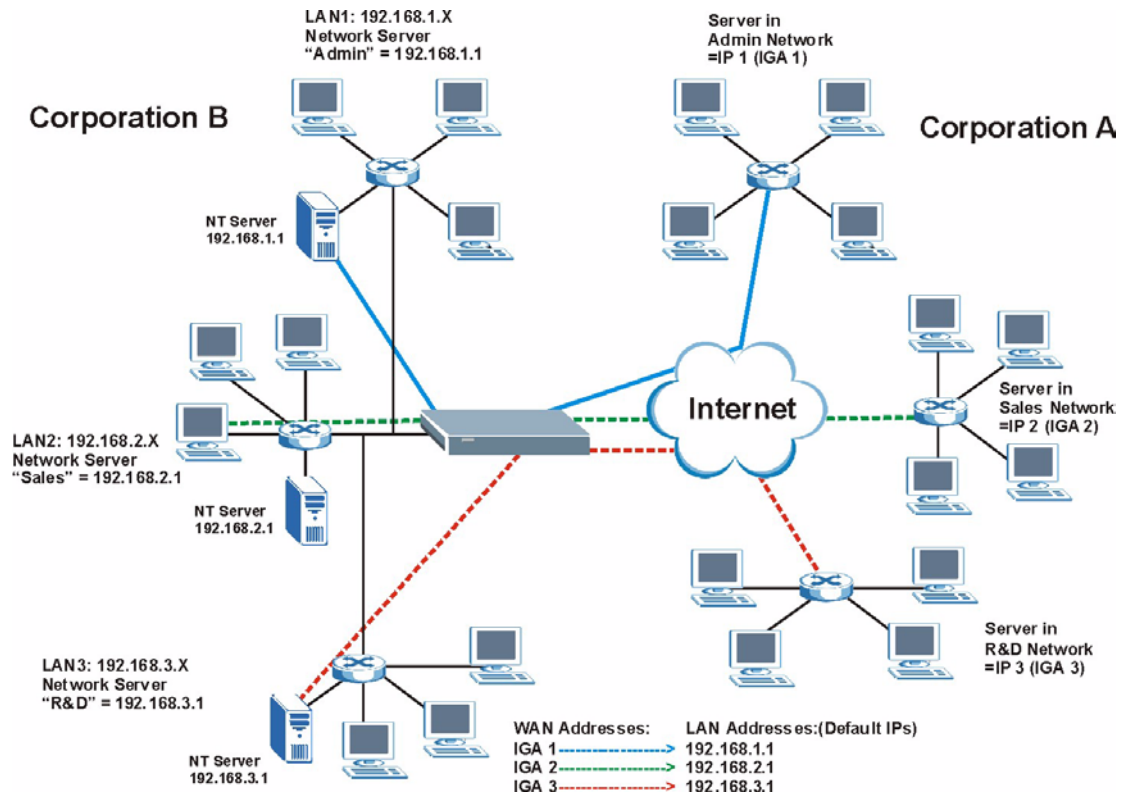 LAN1: 192.168.1.X
Network Server
“Admin” = 192.168.1.1
Server in
Admin Network
=IP 1 (IGA 1)
Corporation B
Corporation A
NT Server
192.168.1.1
Internet
Server in
Sales Network
=IP 2 (IGA 2)
LAN2: 192.168.2.X
Network Server
“Sales” = 192.168.2.1
NT Server
192.168.2.1
Server in
R&D Network
=IP 3 (IGA 3)
LAN3: 192.168.3.X
Network Server
“R&D” = 192.168.3.1
NT Server
192.168.3.1
WAN Addresses: LAN Addresses:(Default IPs)
IGA 1 192.168.1.1
IGA 2 192.168.2.1
IGA 3 192.168.3.1